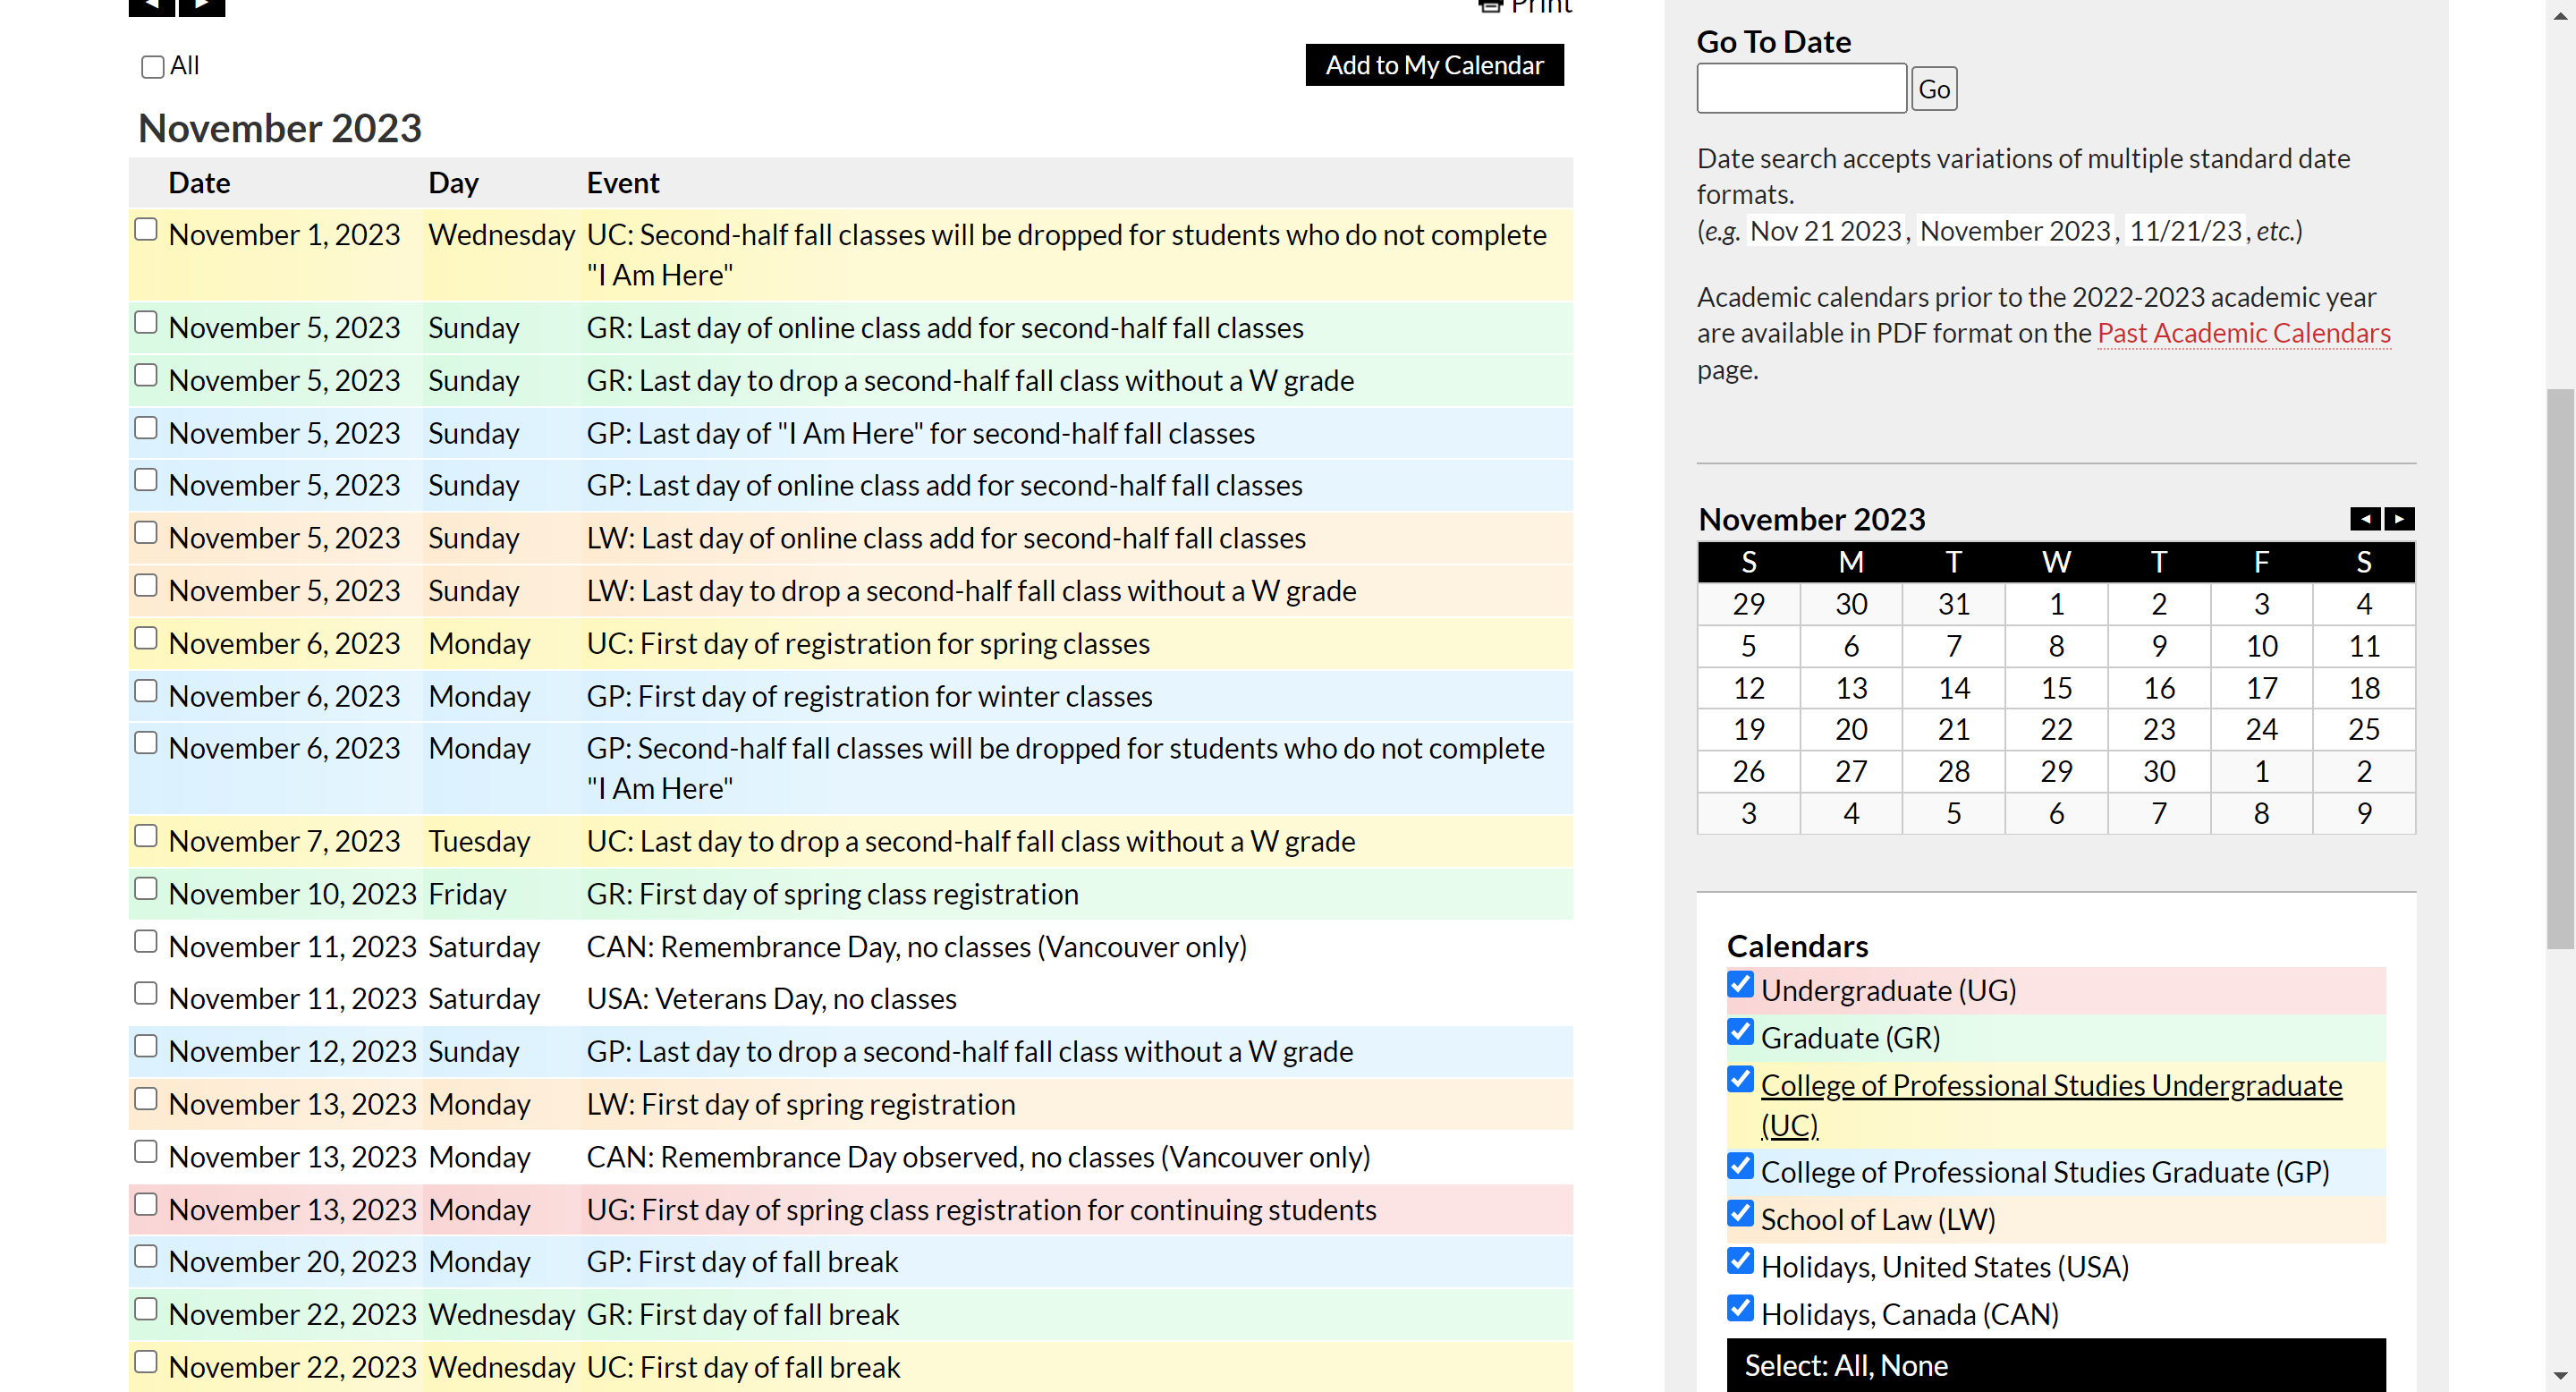 Print
All
Add to My Calendar
November 2023
Date Day Event
November 1, 2023 Wednesday UC: Second-half fall classes will be dropped for students who do not complete
"I Am Here"
November 5, 2023 Sunday GR: Last day of online class add for second-half fall classes
November 5, 2023 Sunday GR: Last day to drop a second-half fall class without a W grade
November 5, 2023 Sunday GP: Last day of "I Am Here" for second-half fall classes
November 5, 2023 Sunday GP: Last day of online class add for second-half fall classes
November 5, 2023 Sunday LW: Last day of online class add for second-half fall classes
November 5, 2023 Sunday LW: Last day to drop a second-half fall class without a W grade
November 6, 2023 Monday UC: First day of registration for spring classes
November 6, 2023 Monday GP: First day of registration for winter classes
November 6, 2023 Monday GP: Second-half fall classes will be dropped for students who do not complete
"I Am Here"
November 7, 2023 Tuesday UC: Last day to drop a second-half fall class without a W grade
November 10, 2023 Friday GR: First day of spring class registration
November 11, 2023 Saturday CAN: Remembrance Day, no classes (Vancouver only)
November 11, 2023 Saturday USA: Veterans Day, no classes
November 12, 2023 Sunday GP: Last day to drop a second-half fall class without a W grade
November 13, 2023 Monday LW: First day of spring registration
November 13, 2023 Monday CAN: Remembrance Day observed, no classes (Vancouver only)
November 13, 2023 Monday UG: First day of spring class registration for continuing students
November 20, 2023 Monday GP: First day of fall break
November 22, 2023 Wednesday GR: First day of fall break
November 22, 2023 Wednesday UC: First day of fall break
Go To Date
Go
Date search accepts variations of multiple standard date
formats.
(e.g. Nov 21 2023, November 2023, 11/21/23, etc.)
Academic calendars prior to the 2022-2023 academic year
are available in PDF format on the Past Academic Calendars
page.
November 2023
S M T W T F S
29 30 31 1 2 3 4
5 6 7 8 9 10 11
12 13 14 15 16 17 18
19 20 21 22 23 24 25
26 27 28 29 30 1 2
3 4 5 6 7 8 9
Calendars
Undergraduate (UG)
Graduate (GR)
College of Professional Studies Undergraduate
(UC)
College of Professional Studies Graduate (GP)
School of Law (LW)
Holidays, United States (USA)
Holidays, Canada (CAN)
Select: All, None